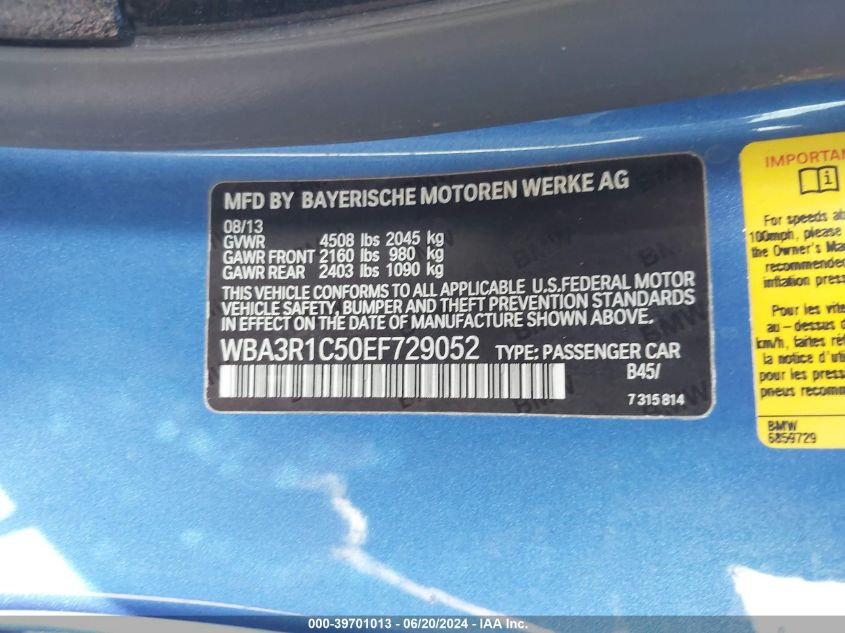 MFD BY BAYERISCHE MOTOREN WERKE AG
08/13
GVWR 4508 lbs 2045 kg
GAWR FRONT 2160 lbs 980 kg
GAWR REAR 2403 lbs 1090 kg
THIS VEHICLE CONFORMS TO ALL APPLICABLE U.S.FEDERAL MOTOR
VEHICLE SAFETY, BUMPER AND THEFT PREVENTION STANDARDS
IN EFFECT ON THE DATE OF MANUFACTURE SHOWN ABOVE.
WBA3R1C50EF729052 TYPE: PASSENGER CAR
B45/
7 315 814
IMPORTAN
For speeds ab
100mph, please
the Owner's Ma
recommended
inflation press
Pour les vite
au-dessus d
km/h, faites réf
la notice d'uti
pour les pressi
pneus recomm
BMW
6859729
000-39701013 - 06/20/2024 - IAA, Inc.